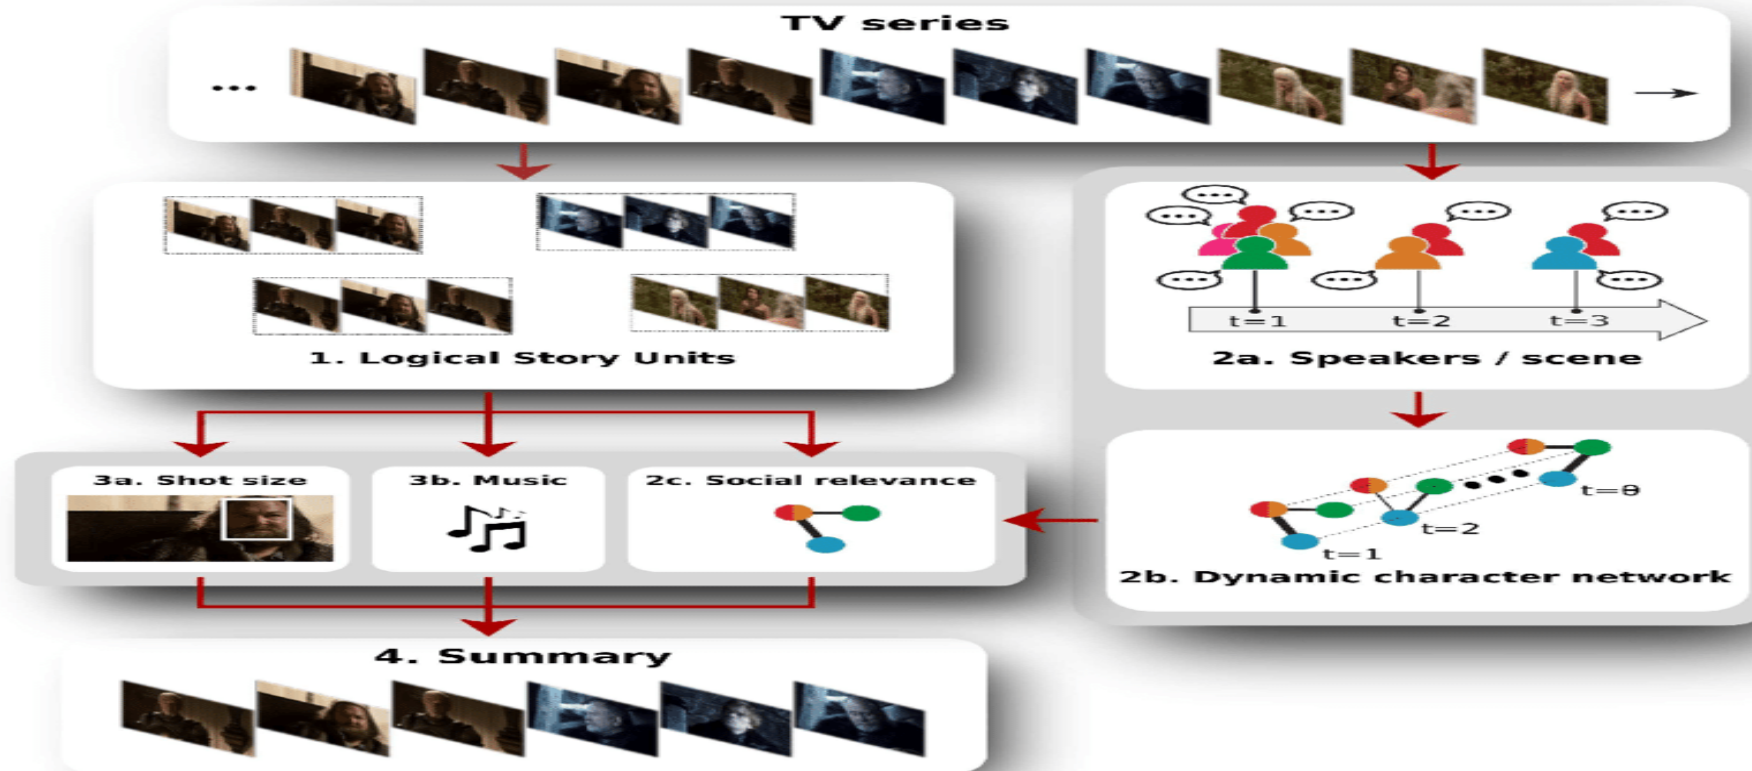 TV series
...
1. Logical Story Units
t=1
t=2
t=3
2a. Speakers / scene
3a. Shot size
3b. Music
2c. Social relevance
t=1
t=2
t=θ
2b. Dynamic character network
4. Summary